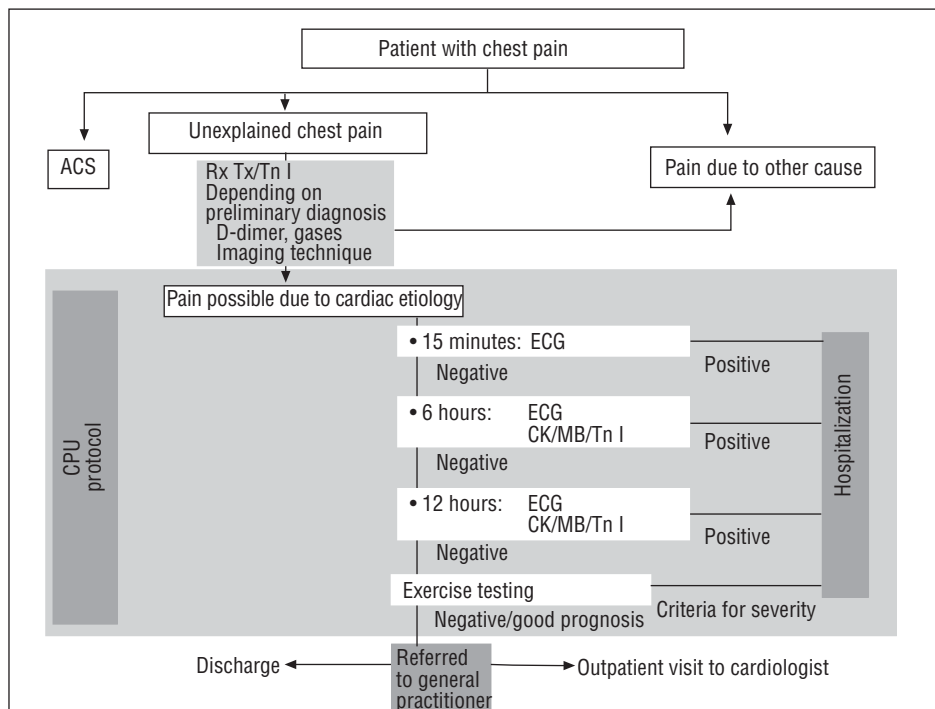 Patient with chest pain
Unexplained chest pain
ACS
Pain due to other cause
Rx Tx/Tn I
Depending on
preliminary diagnosis
D-dimer, gases
Imaging technique
CPU
protocol
Pain possible due to cardiac etiology
• 15 minutes: ECG
Positive
Negative
• 6 hours: ECG
CK/MB/Tn I
Positive
Negative
• 12 hours: ECG
CK/MB/Tn I
Positive
Negative
Hospitalization
Exercise testing
Criteria for severity
Negative/good prognosis
Discharge
Referred
to general
practitioner
Outpatient visit to cardiologist